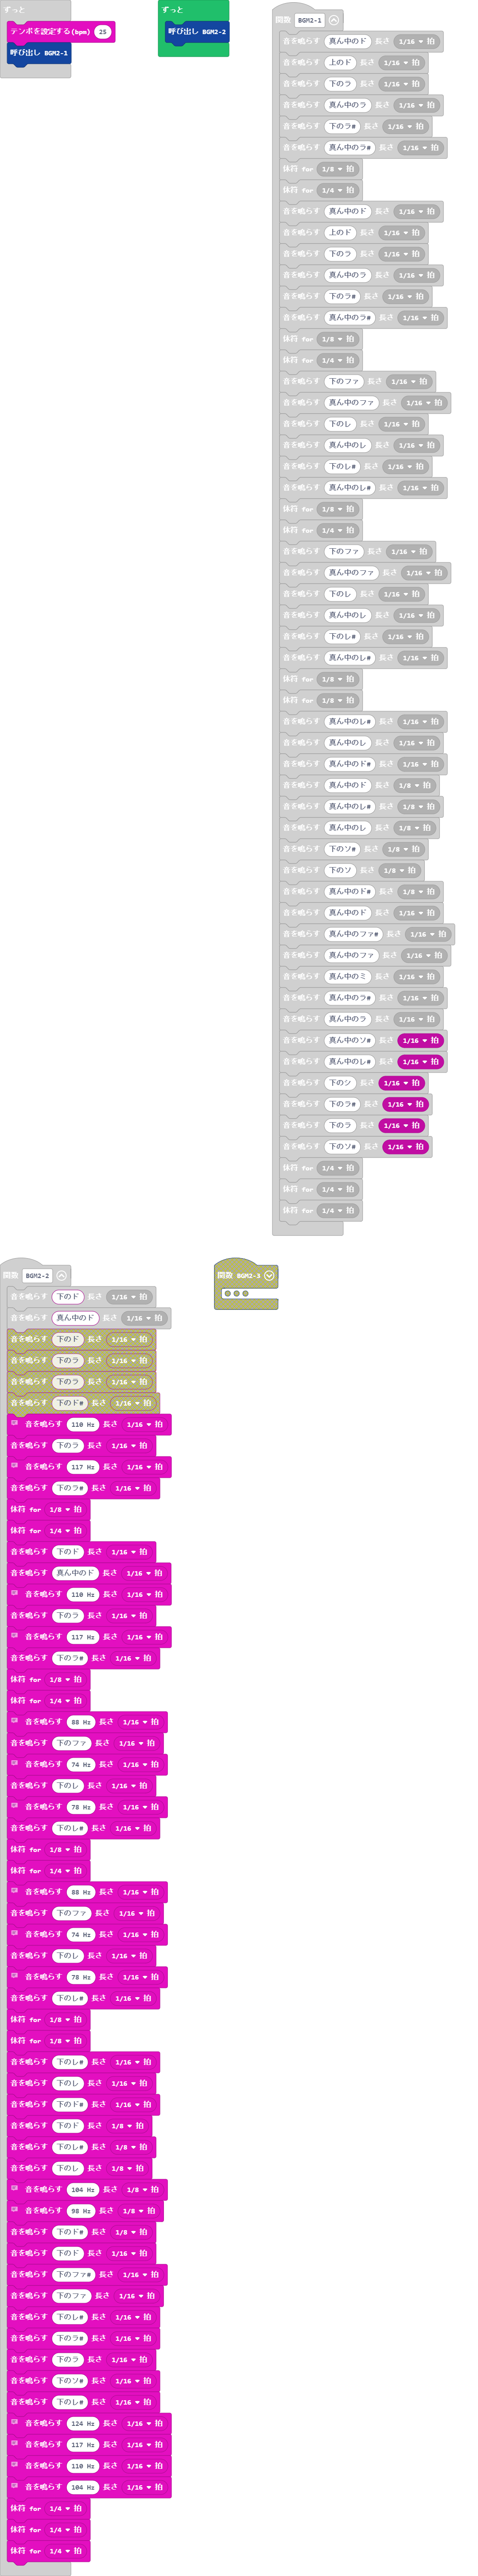 ずっと
テンポを設定する(bpm) 25
呼び出し BGM2-1
ずっと
呼び出し BGM2-2
関数 BGM2-1
音を鳴らす 真ん中のド 長さ 1/16 拍
音を鳴らす 上のド 長さ 1/16 拍
音を鳴らす 下のラ 長さ 1/16 拍
音を鳴らす 真ん中のラ 長さ 1/16 拍
音を鳴らす 下のラ# 長さ 1/16 拍
音を鳴らす 真ん中のラ# 長さ 1/16 拍
休符 for 1/8 拍
休符 for 1/4 拍
音を鳴らす 真ん中のド 長さ 1/16 拍
音を鳴らす 上のド 長さ 1/16 拍
音を鳴らす 下のラ 長さ 1/16 拍
音を鳴らす 真ん中のラ 長さ 1/16 拍
音を鳴らす 下のラ# 長さ 1/16 拍
音を鳴らす 真ん中のラ# 長さ 1/16 拍
休符 for 1/8 拍
休符 for 1/4 拍
音を鳴らす 下のファ 長さ 1/16 拍
音を鳴らす 真ん中のファ 長さ 1/16 拍
音を鳴らす 下のレ 長さ 1/16 拍
音を鳴らす 真ん中のレ 長さ 1/16 拍
音を鳴らす 下のレ# 長さ 1/16 拍
音を鳴らす 真ん中のレ# 長さ 1/16 拍
休符 for 1/8 拍
休符 for 1/4 拍
音を鳴らす 下のファ 長さ 1/16 拍
音を鳴らす 真ん中のファ 長さ 1/16 拍
音を鳴らす 下のレ 長さ 1/16 拍
音を鳴らす 真ん中のレ 長さ 1/16 拍
音を鳴らす 下のレ# 長さ 1/16 拍
音を鳴らす 真ん中のレ# 長さ 1/16 拍
休符 for 1/8 拍
休符 for 1/8 拍
音を鳴らす 真ん中のレ# 長さ 1/16 拍
音を鳴らす 真ん中のレ 長さ 1/16 拍
音を鳴らす 真ん中のド# 長さ 1/16 拍
音を鳴らす 真ん中のド 長さ 1/8 拍
音を鳴らす 真ん中のレ# 長さ 1/8 拍
音を鳴らす 真ん中のレ 長さ 1/8 拍
音を鳴らす 下のソ# 長さ 1/8 拍
音を鳴らす 下のソ 長さ 1/8 拍
音を鳴らす 真ん中のド# 長さ 1/8 拍
音を鳴らす 真ん中のド 長さ 1/16 拍
音を鳴らす 真ん中のファ# 長さ 1/16 拍
音を鳴らす 真ん中のファ 長さ 1/16 拍
音を鳴らす 真ん中のミ 長さ 1/16 拍
音を鳴らす 真ん中のラ# 長さ 1/16 拍
音を鳴らす 真ん中のラ 長さ 1/16 拍
音を鳴らす 真ん中のソ# 長さ 1/16 拍
音を鳴らす 真ん中のレ# 長さ 1/16 拍
音を鳴らす 下のシ 長さ 1/16 拍
音を鳴らす 下のラ# 長さ 1/16 拍
音を鳴らす 下のラ 長さ 1/16 拍
音を鳴らす 下のソ# 長さ 1/16 拍
休符 for 1/4 拍
休符 for 1/4 拍
休符 for 1/4 拍
関数 BGM2-2
音を鳴らす 下のド 長さ 1/16 拍
音を鳴らす 真ん中のド 長さ 1/16 拍
音を鳴らす 下のド 長さ 1/16 拍
音を鳴らす 下のラ 長さ 1/16 拍
音を鳴らす 下のラ 長さ 1/16 拍
音を鳴らす 下のド# 長さ 1/16 拍
音を鳴らす 110 Hz 長さ 1/16 拍
音を鳴らす 下のラ 長さ 1/16 拍
音を鳴らす 117 Hz 長さ 1/16 拍
音を鳴らす 下のラ# 長さ 1/16 拍
休符 for 1/8 拍
休符 for 1/4 拍
音を鳴らす 下のド 長さ 1/16 拍
音を鳴らす 真ん中のド 長さ 1/16 拍
音を鳴らす 110 Hz 長さ 1/16 拍
音を鳴らす 下のラ 長さ 1/16 拍
音を鳴らす 117 Hz 長さ 1/16 拍
音を鳴らす 下のラ# 長さ 1/16 拍
休符 for 1/8 拍
休符 for 1/4 拍
音を鳴らす 88 Hz 長さ 1/16 拍
音を鳴らす 下のファ 長さ 1/16 拍
音を鳴らす 74 Hz 長さ 1/16 拍
音を鳴らす 下のレ 長さ 1/16 拍
音を鳴らす 78 Hz 長さ 1/16 拍
音を鳴らす 下のレ# 長さ 1/16 拍
休符 for 1/8 拍
休符 for 1/4 拍
音を鳴らす 88 Hz 長さ 1/16 拍
音を鳴らす 下のファ 長さ 1/16 拍
音を鳴らす 74 Hz 長さ 1/16 拍
音を鳴らす 下のレ 長さ 1/16 拍
音を鳴らす 78 Hz 長さ 1/16 拍
音を鳴らす 下のレ# 長さ 1/16 拍
休符 for 1/8 拍
休符 for 1/8 拍
音を鳴らす 下のレ# 長さ 1/16 拍
音を鳴らす 下のレ 長さ 1/16 拍
音を鳴らす 下のド# 長さ 1/16 拍
音を鳴らす 下のド 長さ 1/8 拍
音を鳴らす 下のレ# 長さ 1/8 拍
音を鳴らす 下のレ 長さ 1/8 拍
音を鳴らす 104 Hz 長さ 1/8 拍
音を鳴らす 98 Hz 長さ 1/8 拍
音を鳴らす 下のド# 長さ 1/8 拍
音を鳴らす 下のド 長さ 1/16 拍
音を鳴らす 下のファ# 長さ 1/16 拍
音を鳴らす 下のファ 長さ 1/16 拍
音を鳴らす 下のレ# 長さ 1/16 拍
音を鳴らす 下のラ# 長さ 1/16 拍
音を鳴らす 下のラ 長さ 1/16 拍
音を鳴らす 下のソ# 長さ 1/16 拍
音を鳴らす 下のレ# 長さ 1/16 拍
音を鳴らす 124 Hz 長さ 1/16 拍
音を鳴らす 117 Hz 長さ 1/16 拍
音を鳴らす 110 Hz 長さ 1/16 拍
音を鳴らす 104 Hz 長さ 1/16 拍
休符 for 1/4 拍
休符 for 1/4 拍
休符 for 1/4 拍
関数 BGM2-3